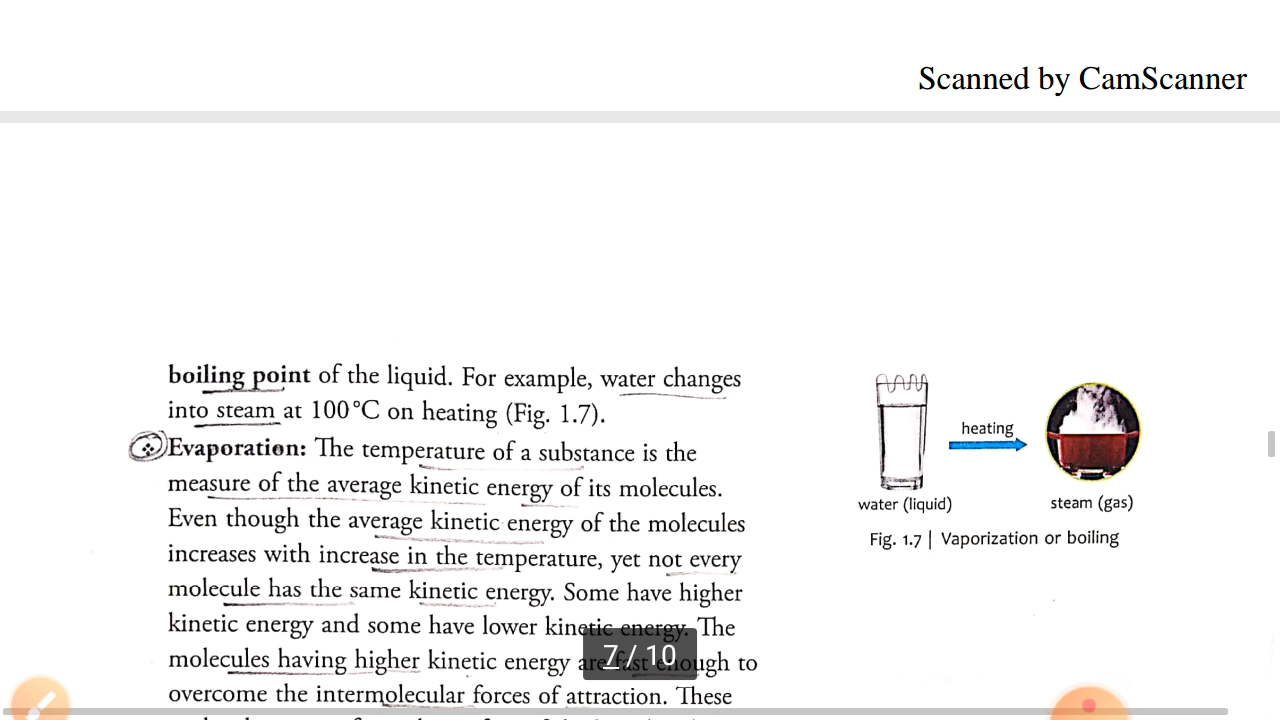 Scanned by CamScanner
boiling point of the liquid. For example, water changes
into steam at 100°C on heating (Fig. 1.7).
Evaporation: The temperature of a substance is the
measure of the average kinetic energy of its molecules.
Even though the average kinetic energy of the molecules
increases with increase in the temperature, yet not every
molecule has the same kinetic energy. Some have higher
kinetic energy and some have lower kinetic energy. The
molecules having higher kinetic energy are fast enough to
overcome the intermolecular forces of attraction. These
heating
water (liquid)
steam (gas)
Fig. 1.7 | Vaporization or boiling
7 / 10